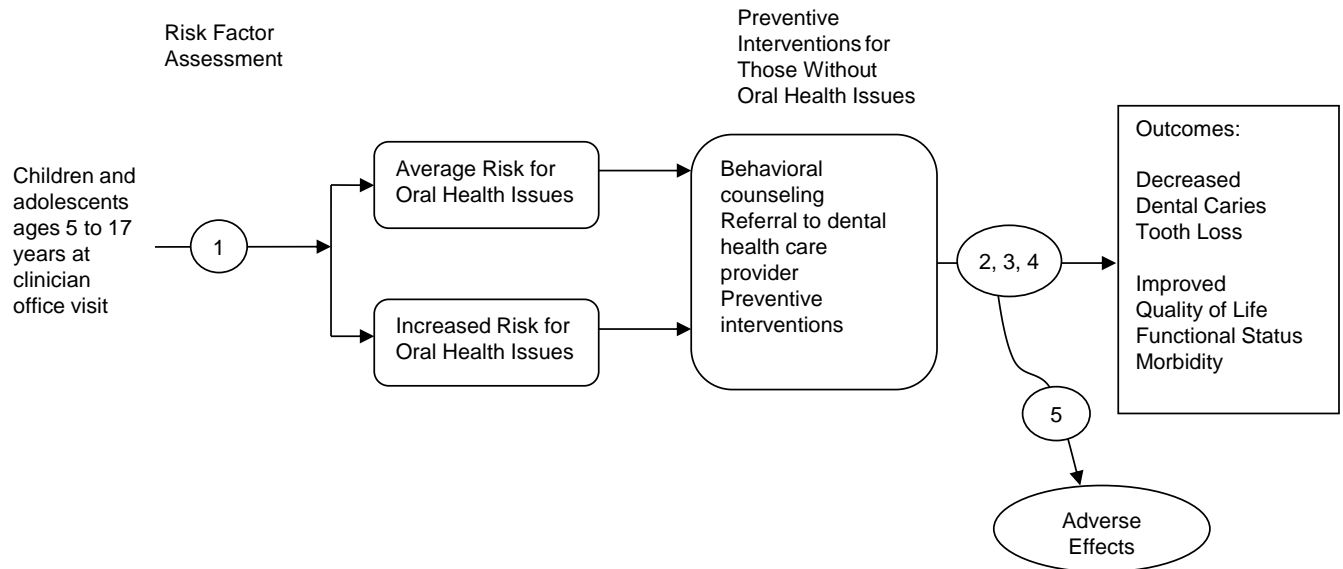 Risk Factor
Assessment
Preventive
Interventions for
Those Without
Oral Health Issues
Children and
adolescents
ages 5 to 17
years at
clinician
office visit
1
Average Risk for
Oral Health Issues
Increased Risk for
Oral Health Issues
Behavioral
counseling
Referral to dental
health care
provider
Preventive
interventions
2, 3, 4
5
Adverse
Effects
Outcomes:
Decreased
Dental Caries
Tooth Loss
Improved
Quality of Life
Functional Status
Morbidity